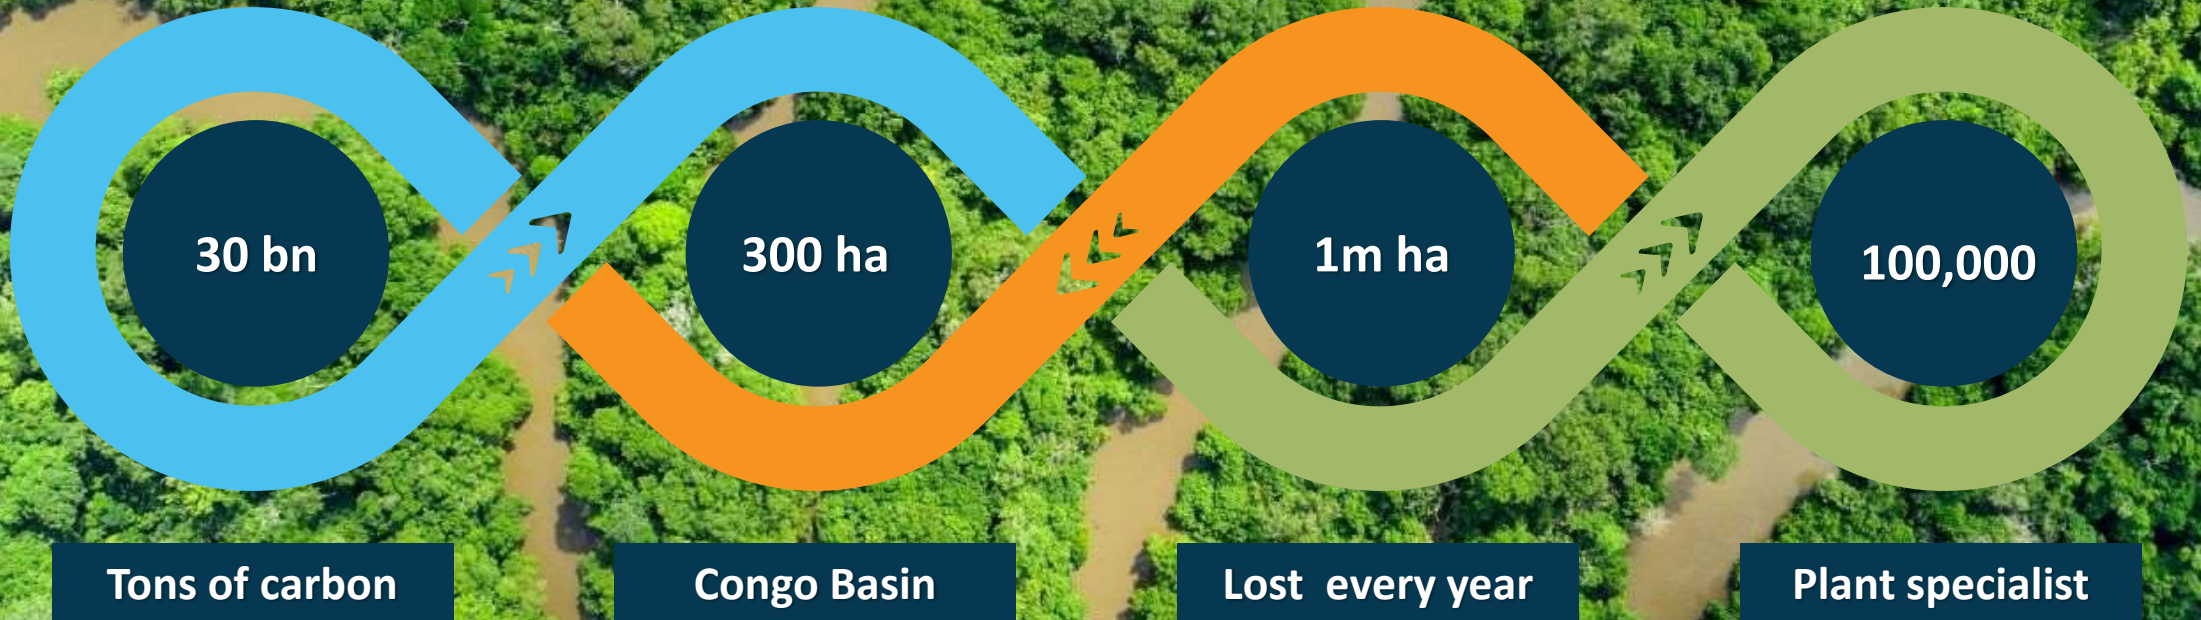 30 bn
300 ha
1m ha
100,000
Tons of carbon
Congo Basin
Lost  every year
Plant specialist